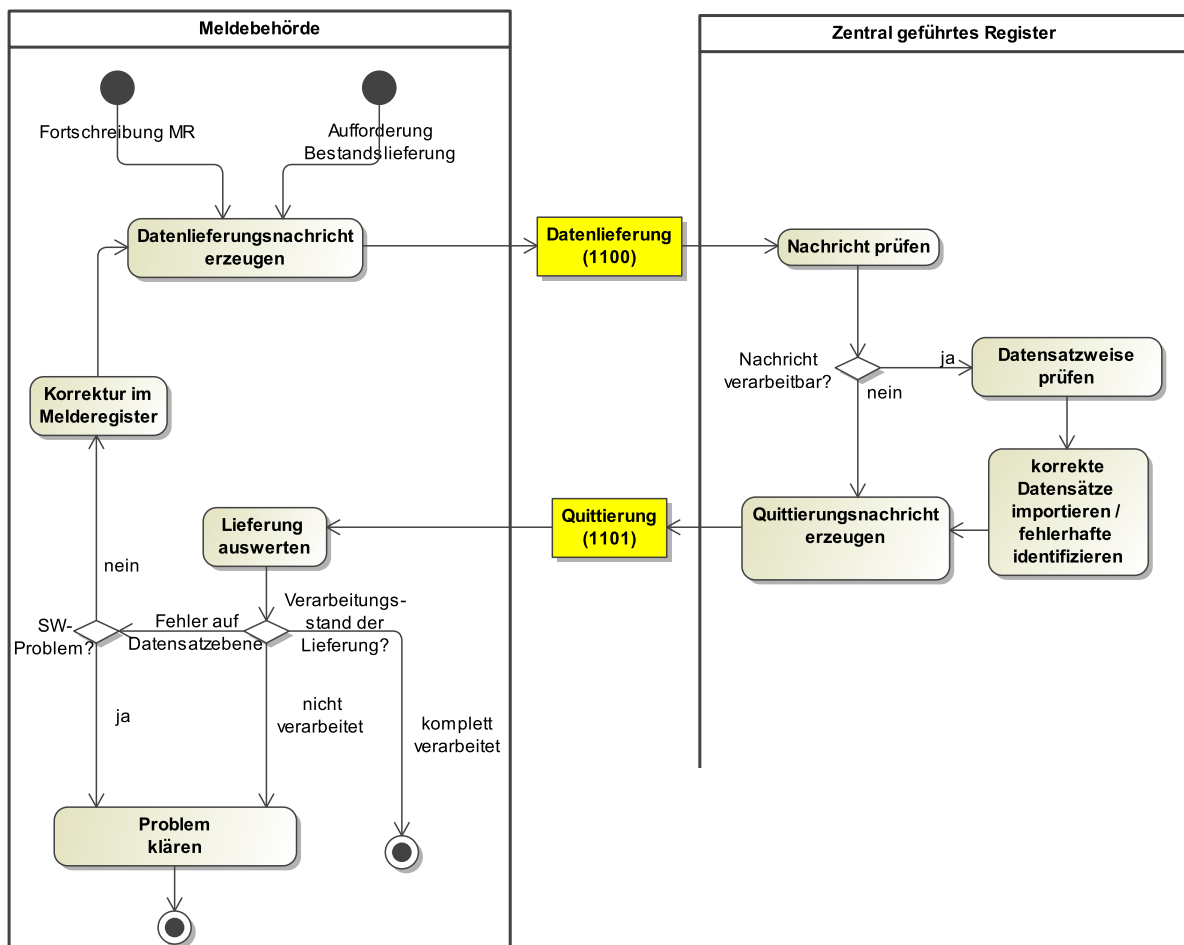 Meldebehörde
Zentral geführtes Register
Fortschreibung MR
Aufforderung
Bestandslieferung
Datenlieferungsnachricht
erzeugen
Datenlieferung
(1100)
Nachricht prüfen
Nachricht
verarbeitbar?
ja
nein
Datensatzweise
prüfen
Korrektur im
Melderegister
korrekte
Datensätze
importieren /
fehlerhafte
identifizieren
Quittierungsnachricht
erzeugen
Quittierung
(1101)
Lieferung
auswerten
nein
SW-
Problem?
Fehler auf
Datensatzebene
Verarbeitungs-
stand der
Lieferung?
ja
nicht
verarbeitet
komplett
verarbeitet
Problem
klären